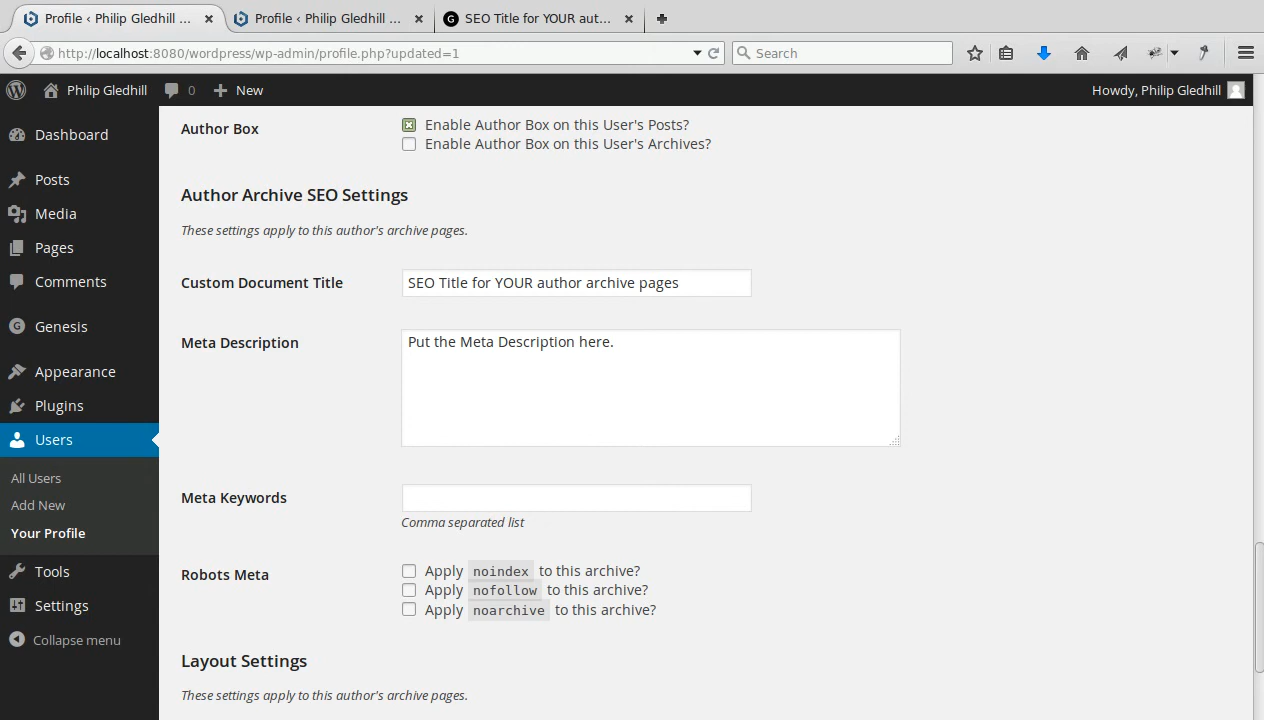 Profile ‹ Philip Gledhill ...
Profile ‹ Philip Gledhill ...
G SEO Title for YOUR aut...
http://localhost:8080/wordpress/wp-admin/profile.php?updated=1
Search
Philip Gledhill
0
New
Howdy, Philip Gledhill
Dashboard
Posts
Media
Pages
Comments
G Genesis
Appearance
Plugins
Users
All Users
Add New
Your Profile
Tools
Settings
Collapse menu
Author Box
Enable Author Box on this User's Posts?
Enable Author Box on this User's Archives?
Author Archive SEO Settings
These settings apply to this author's archive pages.
Custom Document Title
SEO Title for YOUR author archive pages
Meta Description
Put the Meta Description here.
Meta Keywords
Comma separated list
Robots Meta
Apply noindex to this archive?
Apply nofollow to this archive?
Apply noarchive to this archive?
Layout Settings
These settings apply to this author's archive pages.